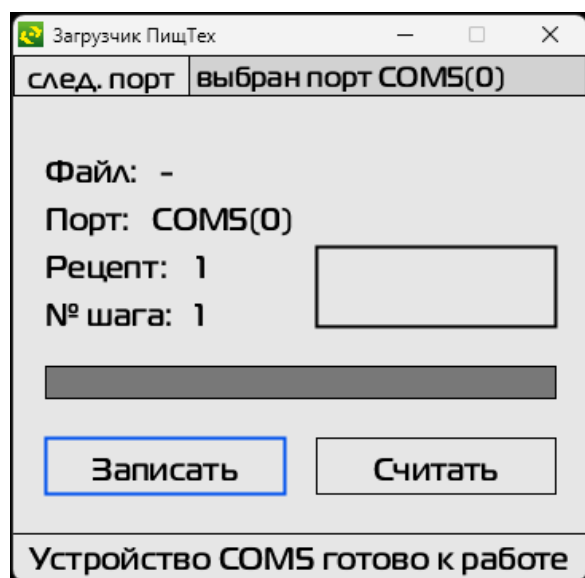 Загрузчик ПищТех
след. порт выбран порт COM5(0)
Файл: -
Порт: COM5(0)
Рецепт: 1
№ шага: 1
Записать Считать
Устройство COM5 готово к работе